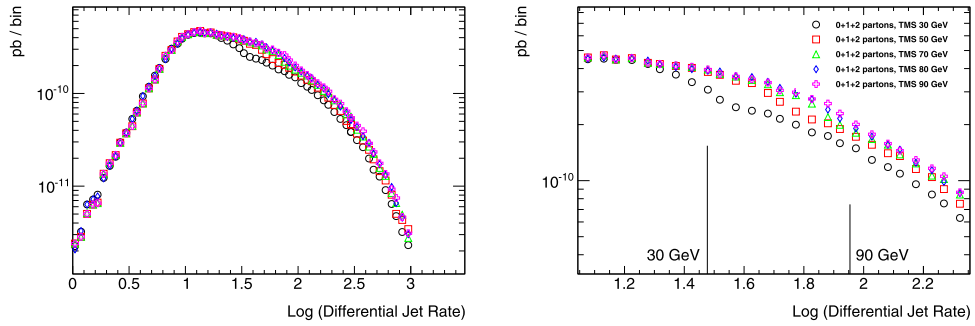 pb / bin
10⁻¹⁰
10⁻¹¹
0 0.5 1 1.5 2 2.5 3
Log (Differential Jet Rate)
pb / bin
0+1+2 partons, TMS 30 GeV
0+1+2 partons, TMS 50 GeV
0+1+2 partons, TMS 70 GeV
0+1+2 partons, TMS 80 GeV
0+1+2 partons, TMS 90 GeV
10⁻¹⁰
30 GeV
90 GeV
1.2 1.4 1.6 1.8 2 2.2
Log (Differential Jet Rate)